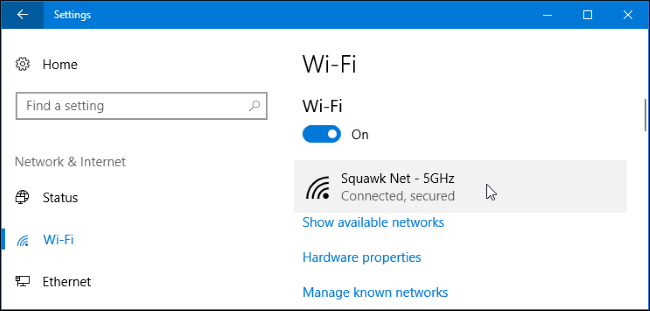 Settings
Home
Find a setting
Network & Internet
Status
Wi-Fi
Ethernet
Wi-Fi
Wi-Fi
On
Squawk Net - 5GHz
Connected, secured
Show available networks
Hardware properties
Manage known networks